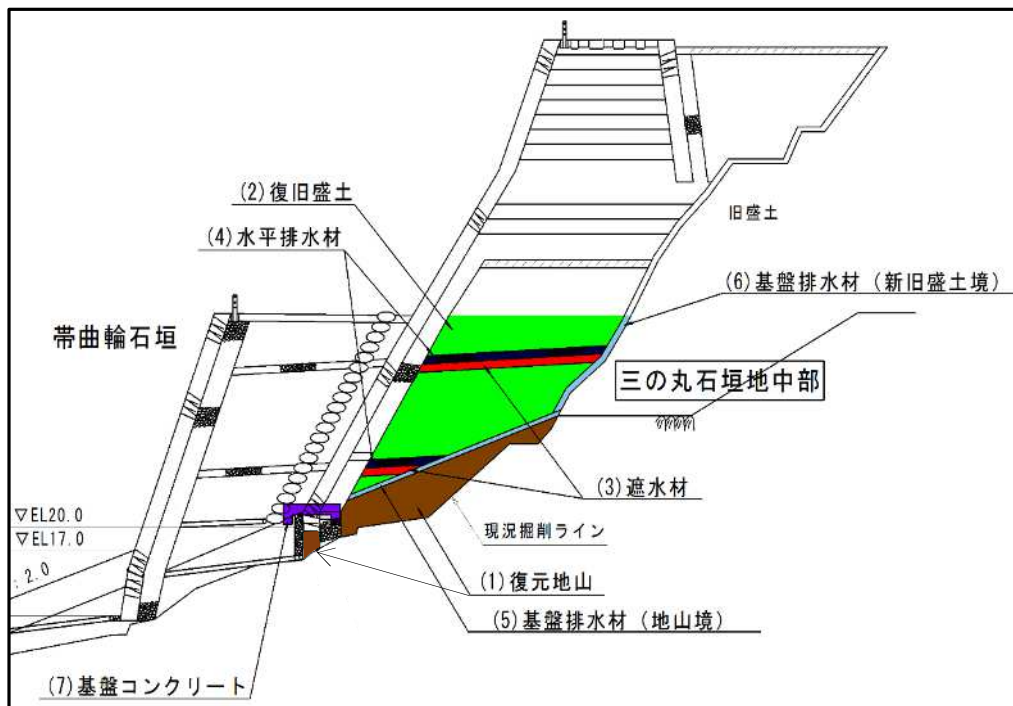 (2)復旧盛土
旧盛土
(4)水平排水材
(6)基盤排水材(新旧盛土境)
帯曲輪石垣
三の丸石垣地中部
(3)遮水材
▽EL20.0
現況掘削ライン
▽EL17.0
: 2.0
(1)復元地山
(5)基盤排水材(地山境)
(7)基盤コンクリート